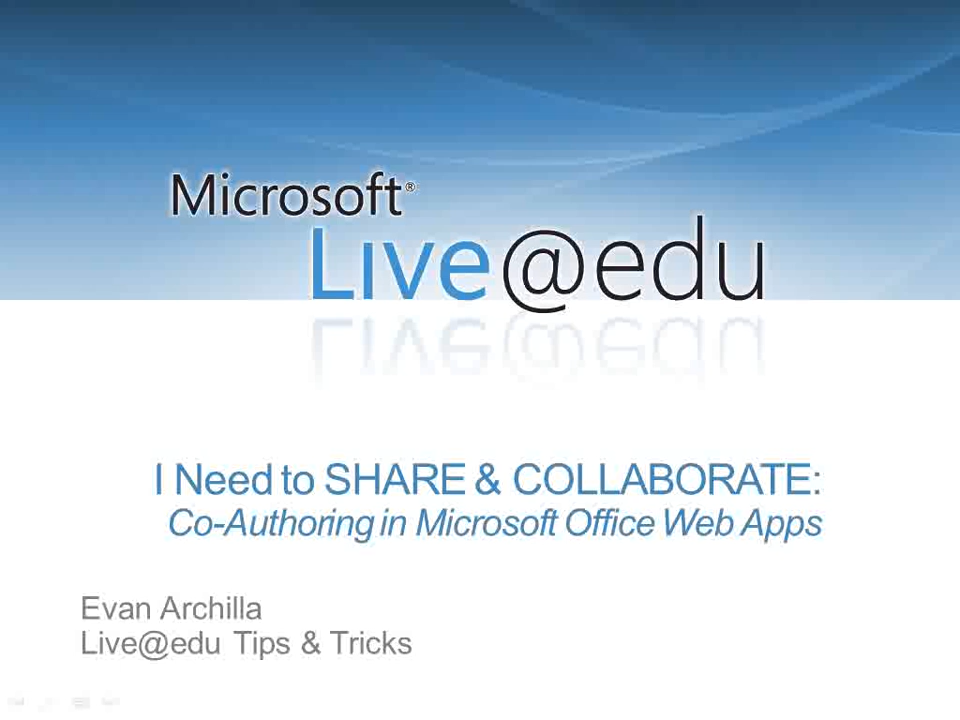 Microsoft®
Live@edu
I Need to SHARE & COLLABORATE:
Co-Authoring in Microsoft Office Web Apps
Evan Archilla
Live@edu Tips & Tricks